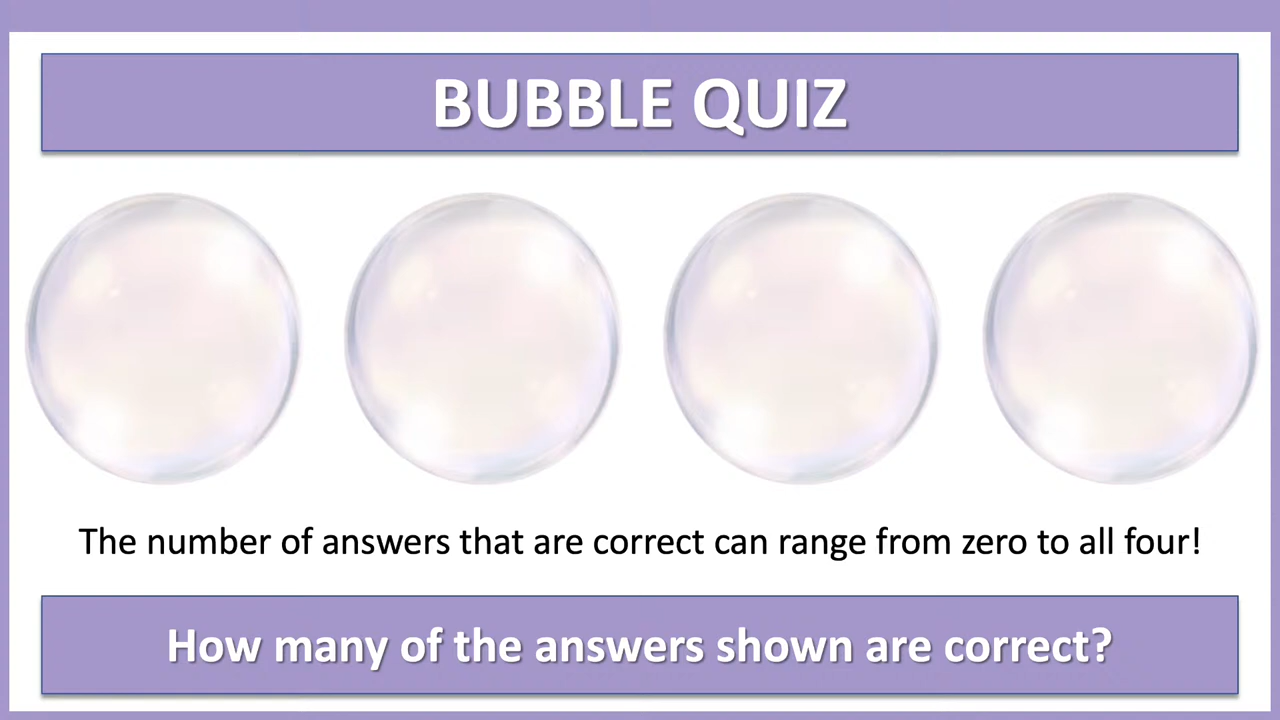 BUBBLE QUIZ
The number of answers that are correct can range from zero to all four!
How many of the answers shown are correct?